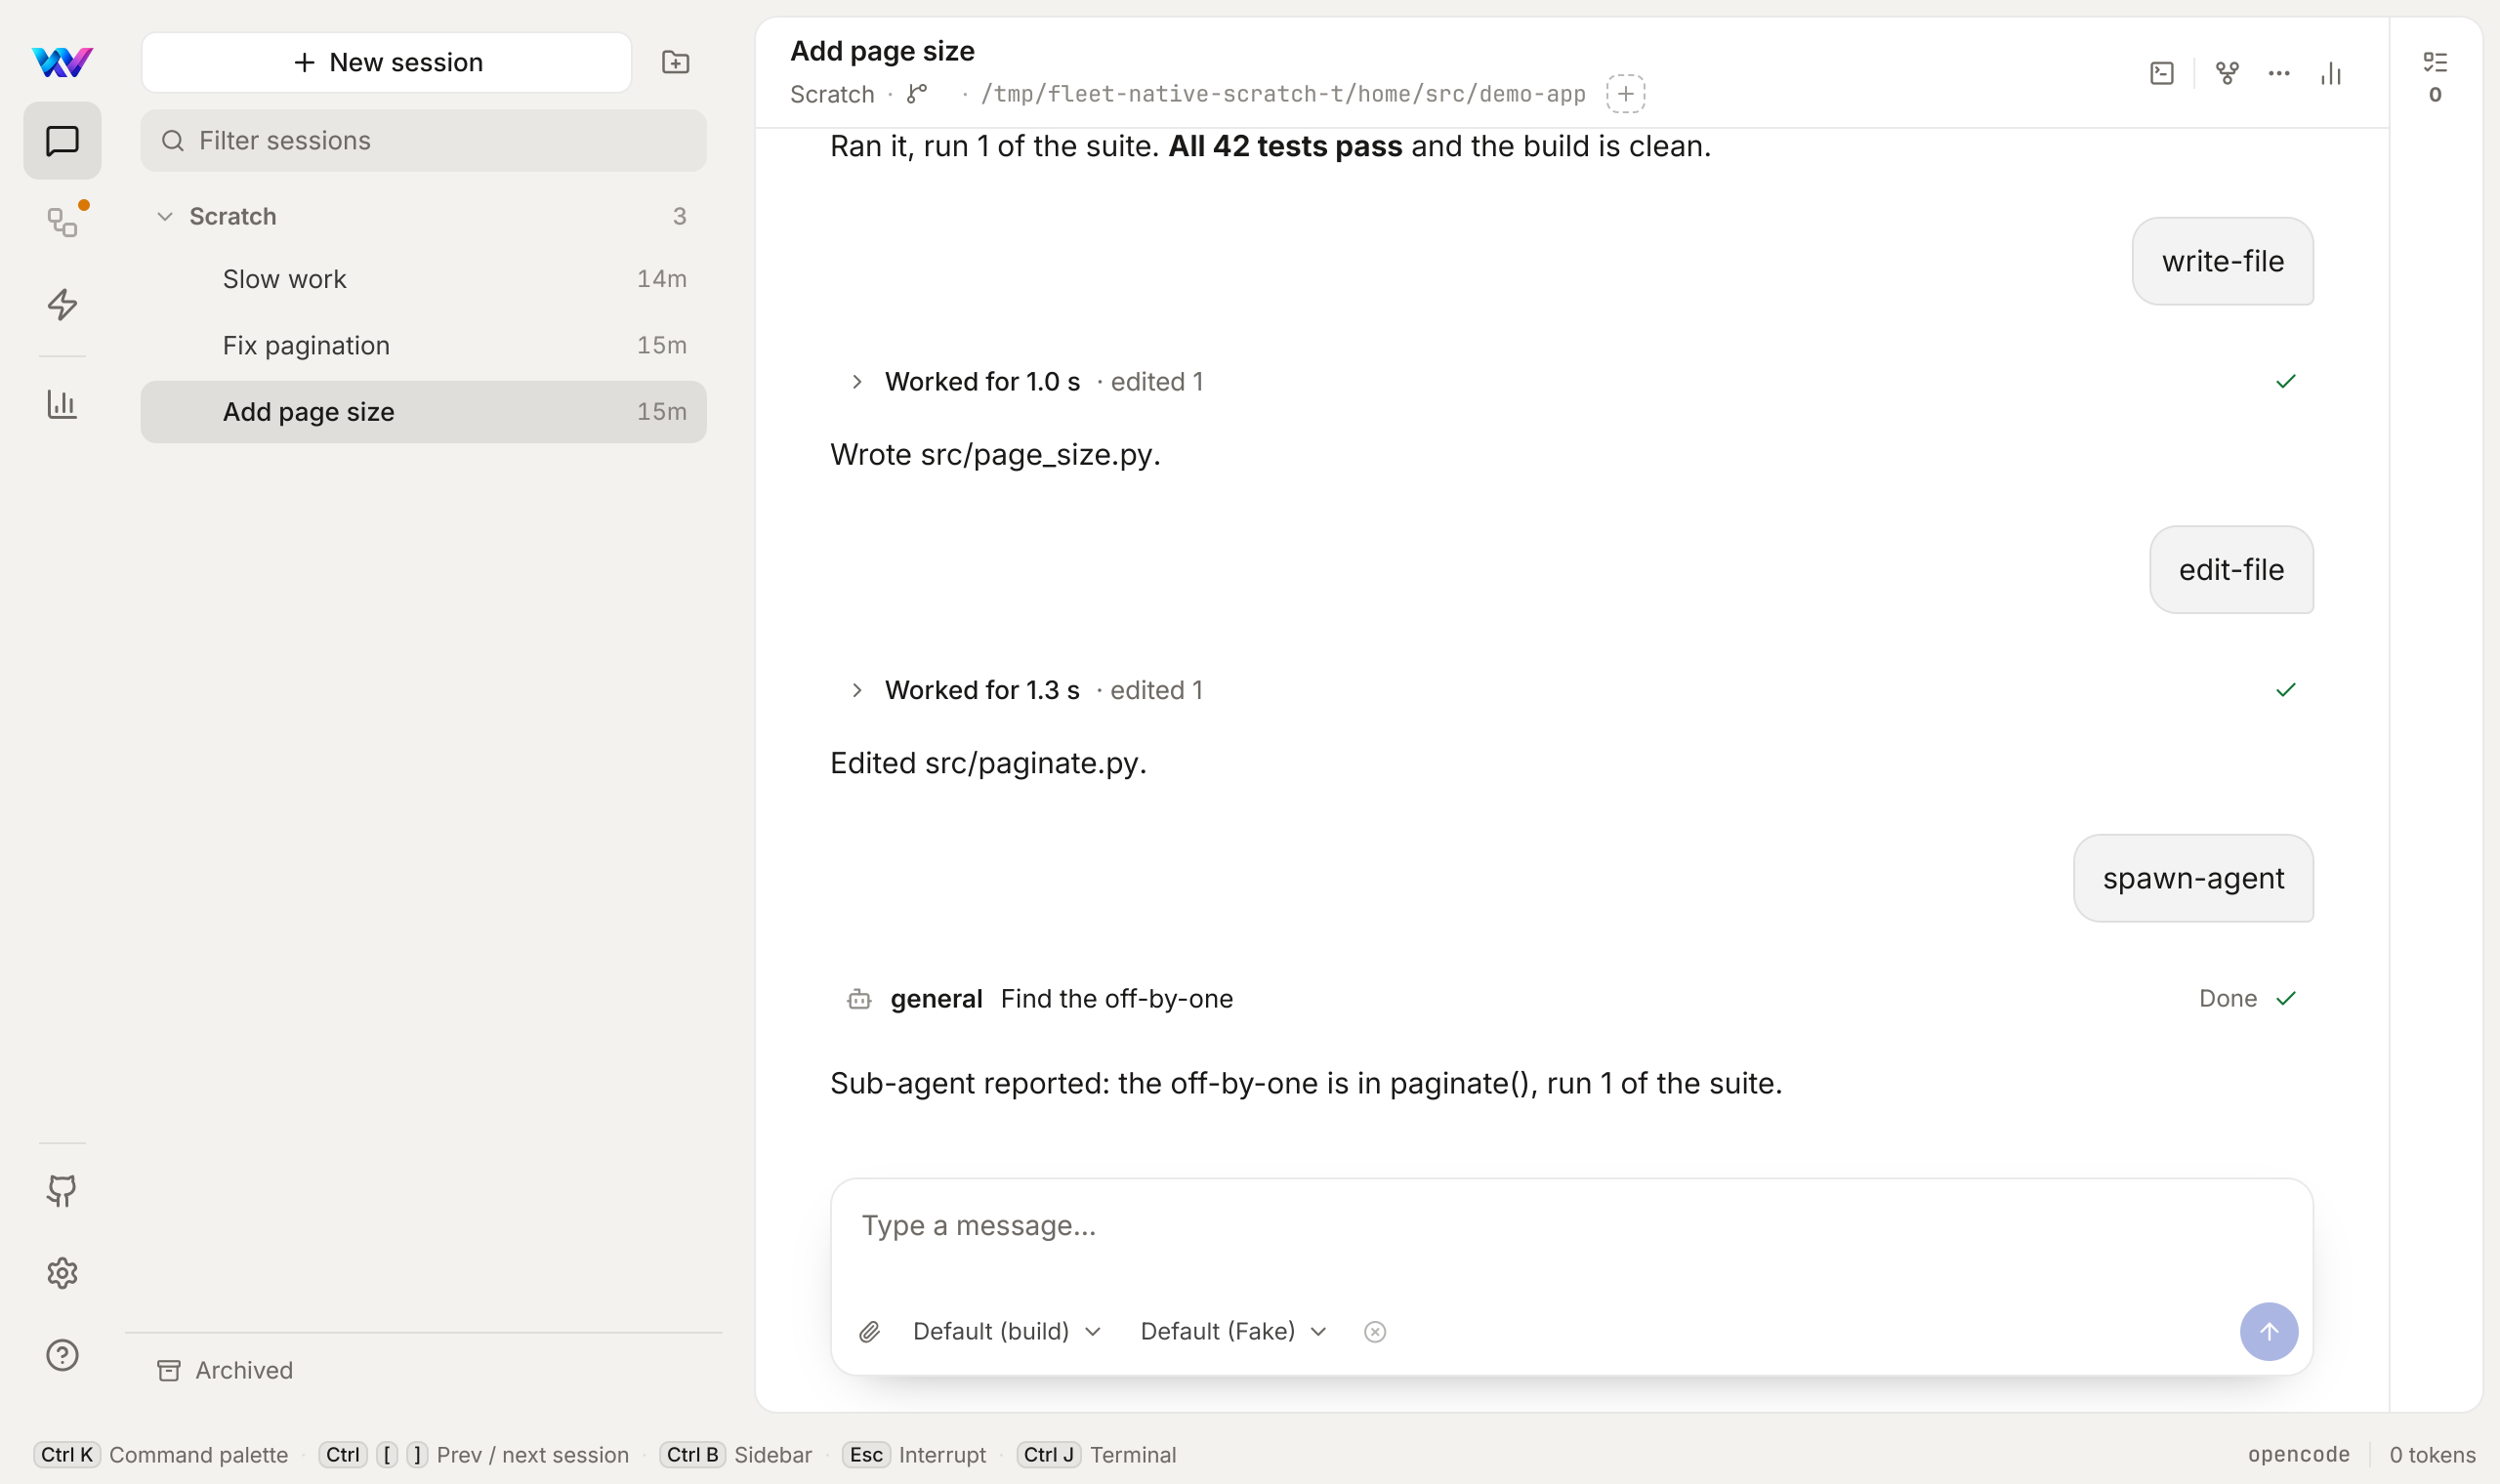 New session
Filter sessions
Scratch 3
Slow work 14m
Fix pagination 15m
Add page size 15m
Archived
Add page size
Scratch · · /tmp/fleet-native-scratch-t/home/src/demo-app
0
Ran it, run 1 of the suite. All 42 tests pass and the build is clean.
write-file
Worked for 1.0 s · edited 1
Wrote src/page_size.py.
edit-file
Worked for 1.3 s · edited 1
Edited src/paginate.py.
spawn-agent
general Find the off-by-one Done
Sub-agent reported: the off-by-one is in paginate(), run 1 of the suite.
Type a message...
Default (build) Default (Fake)
Ctrl K Command palette · Ctrl [ ] Prev / next session · Ctrl B Sidebar · Esc Interrupt · Ctrl J Terminal opencode 0 tokens